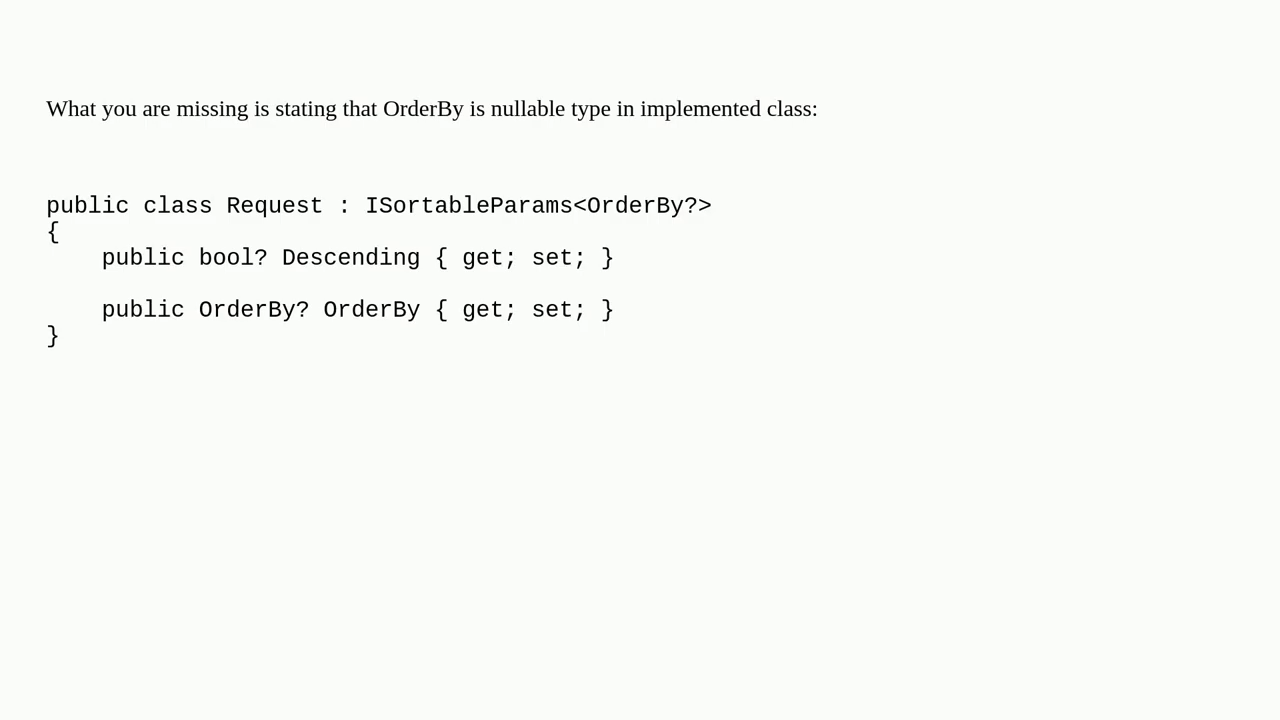 What you are missing is stating that OrderBy is nullable type in implemented class:
public class Request : ISortableParams<OrderBy?>
{
    public bool? Descending { get; set; }
    public OrderBy? OrderBy { get; set; }
}